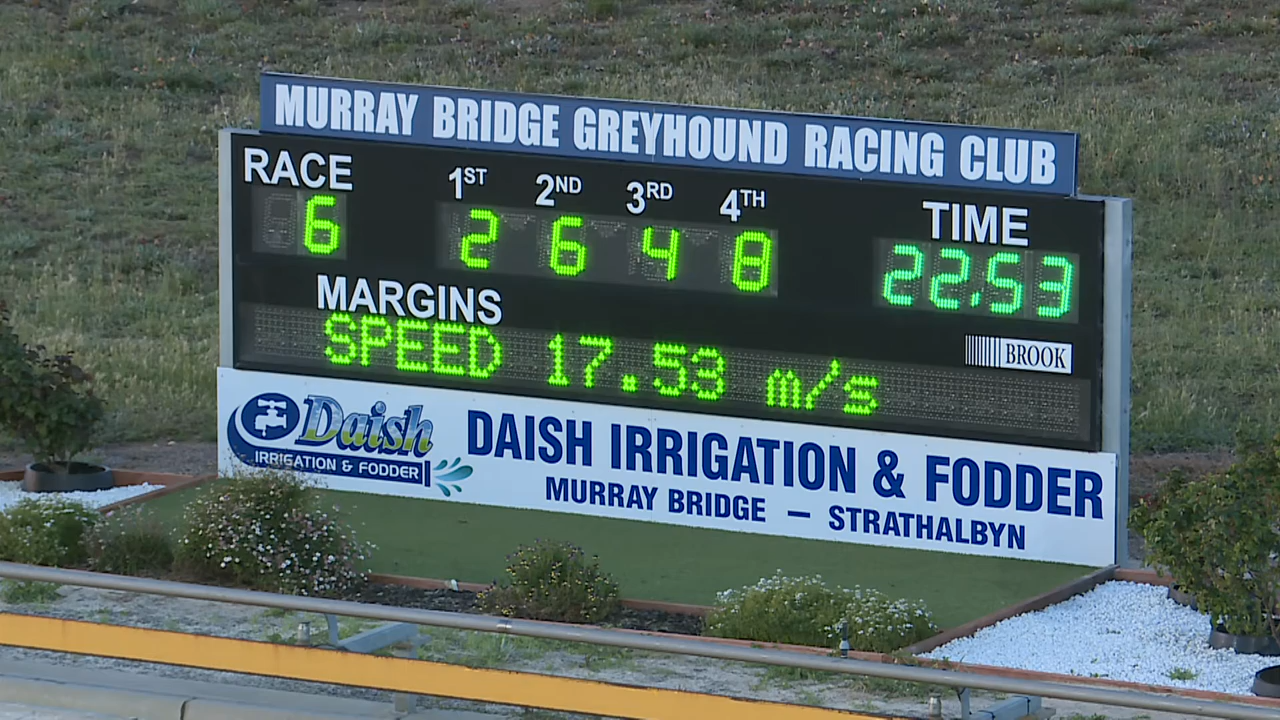 MURRAY BRIDGE GREYHOUND RACING CLUB
RACE 1ST 2ND 3RD 4TH TIME
6 2 6 4 8 22.53
MARGINS
SPEED 17.53 m/s
BROOK
Daish
IRRIGATION & FODDER
DAISH IRRIGATION & FODDER
MURRAY BRIDGE – STRATHALBYN